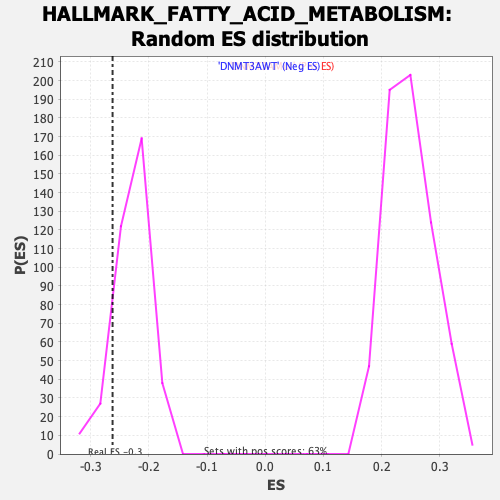 HALLMARK_FATTY_ACID_METABOLISM:
Random ES distribution
'DNMT3AWT' (Neg ES)ES)
210
200
190
180
170
160
150
140
130
120
110
100
90
80
70
60
50
40
30
20
10
0
P(ES)
Real ES -0.3
Sets with pos scores: 63%
-0.3 -0.2 -0.1 0.0 0.1 0.2 0.3
ES